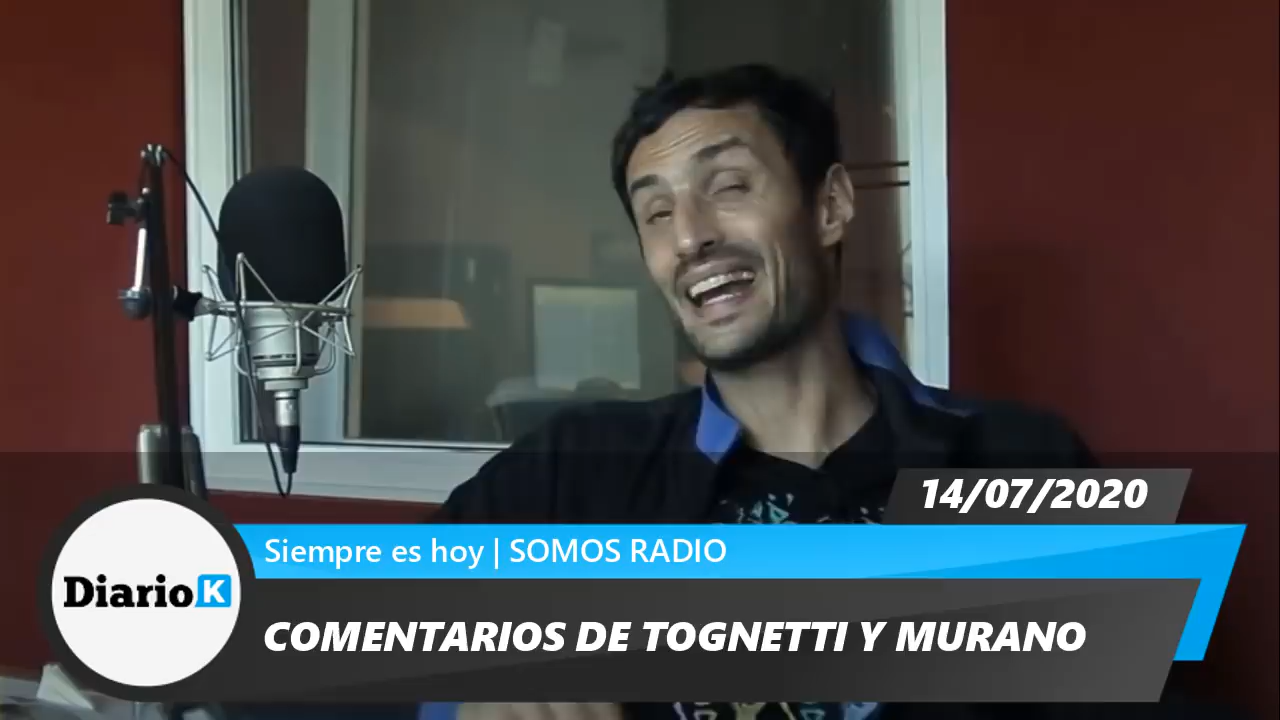 14/07/2020
Siempre es hoy | SOMOS RADIO
DiarioK
COMENTARIOS DE TOGNETTI Y MURANO